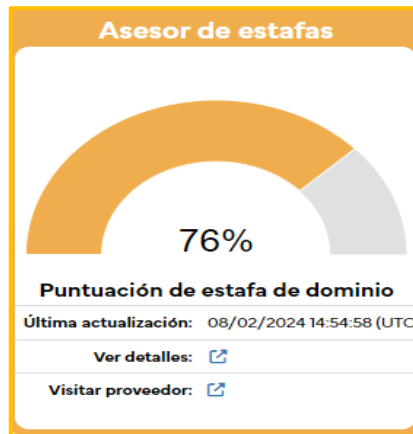 Asesor de estafas
76%
Puntuación de estafa de dominio
Última actualización: 08/02/2024 14:54:58 (UTC
Ver detalles:
Visitar proveedor: